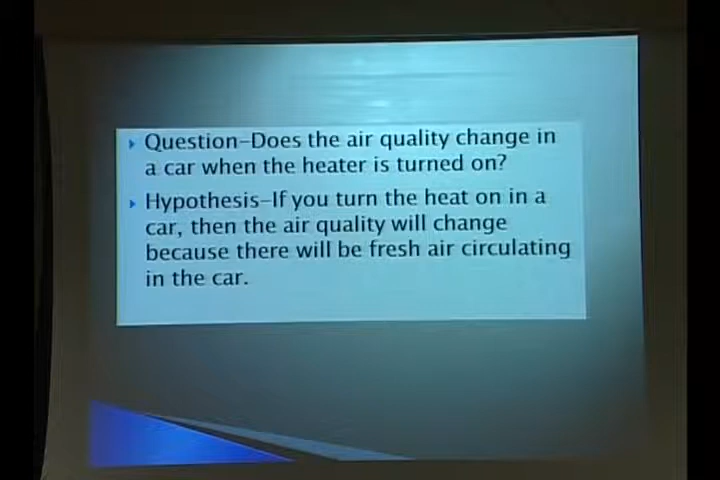 Question-Does the air quality change in
a car when the heater is turned on?
Hypothesis-If you turn the heat on in a
car, then the air quality will change
because there will be fresh air circulating
in the car.